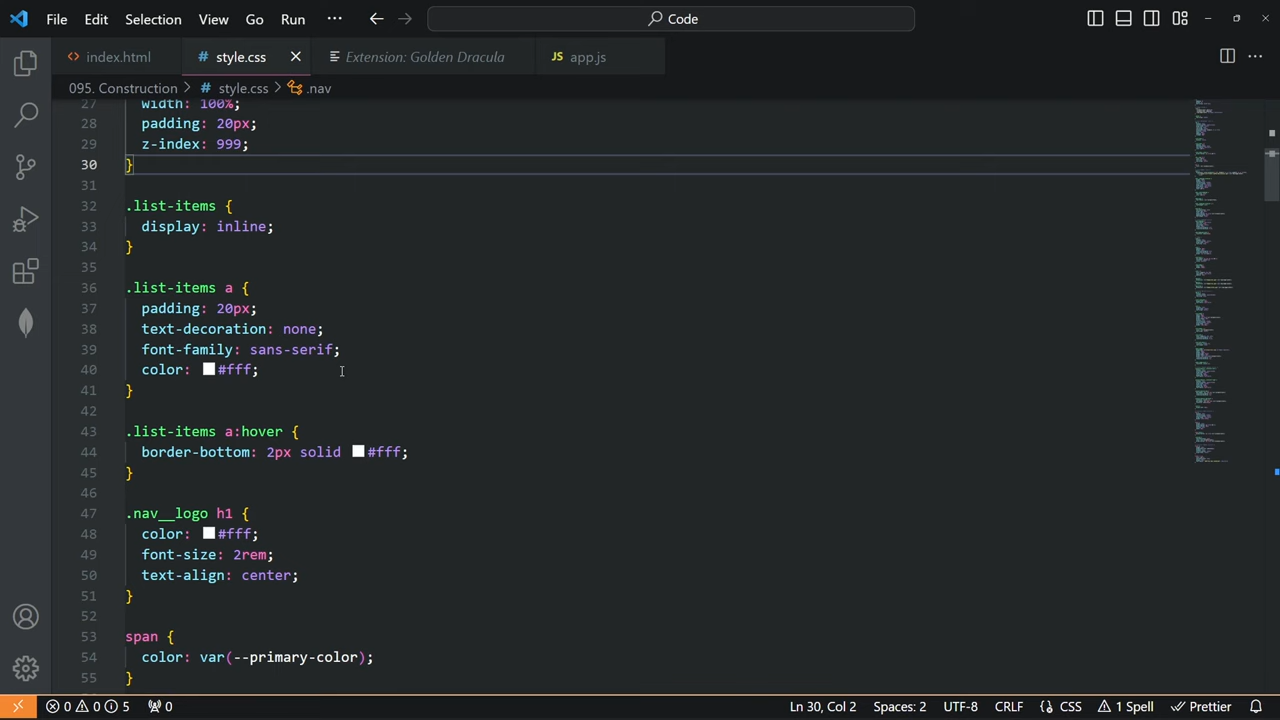 File Edit Selection View Go Run ··· Code
index.html # style.css Extension: Golden Dracula JS app.js
095. Construction > # style.css > .nav
27 width: 100%;
28 padding: 20px;
29 z-index: 999;
30 }
31
32 .list-items {
33 display: inline;
34 }
35
36 .list-items a {
37 padding: 20px;
38 text-decoration: none;
39 font-family: sans-serif;
40 color: #fff;
41 }
42
43 .list-items a:hover {
44 border-bottom: 2px solid #fff;
45 }
46
47 .nav__logo h1 {
48 color: #fff;
49 font-size: 2rem;
50 text-align: center;
51 }
52
53 span {
54 color: var(--primary-color);
55 }
0 0 5 0 Ln 30, Col 2 Spaces: 2 UTF-8 CRLF CSS 1 Spell Prettier